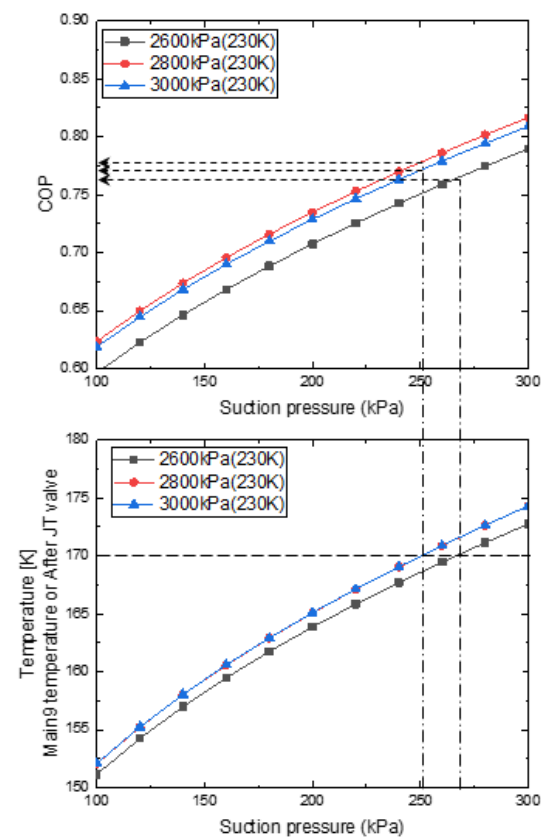 0.90
0.85
0.80
0.75
0.70
0.65
0.60
COP
2600kPa(230K)
2800kPa(230K)
3000kPa(230K)
100 150 200 250 300
Suction pressure (kPa)
180
175
170
165
160
155
150
Temperature [K]
Main9 temperature or After JT valve
2600kPa(230K)
2800kPa(230K)
3000kPa(230K)
100 150 200 250 300
Suction pressure (kPa)